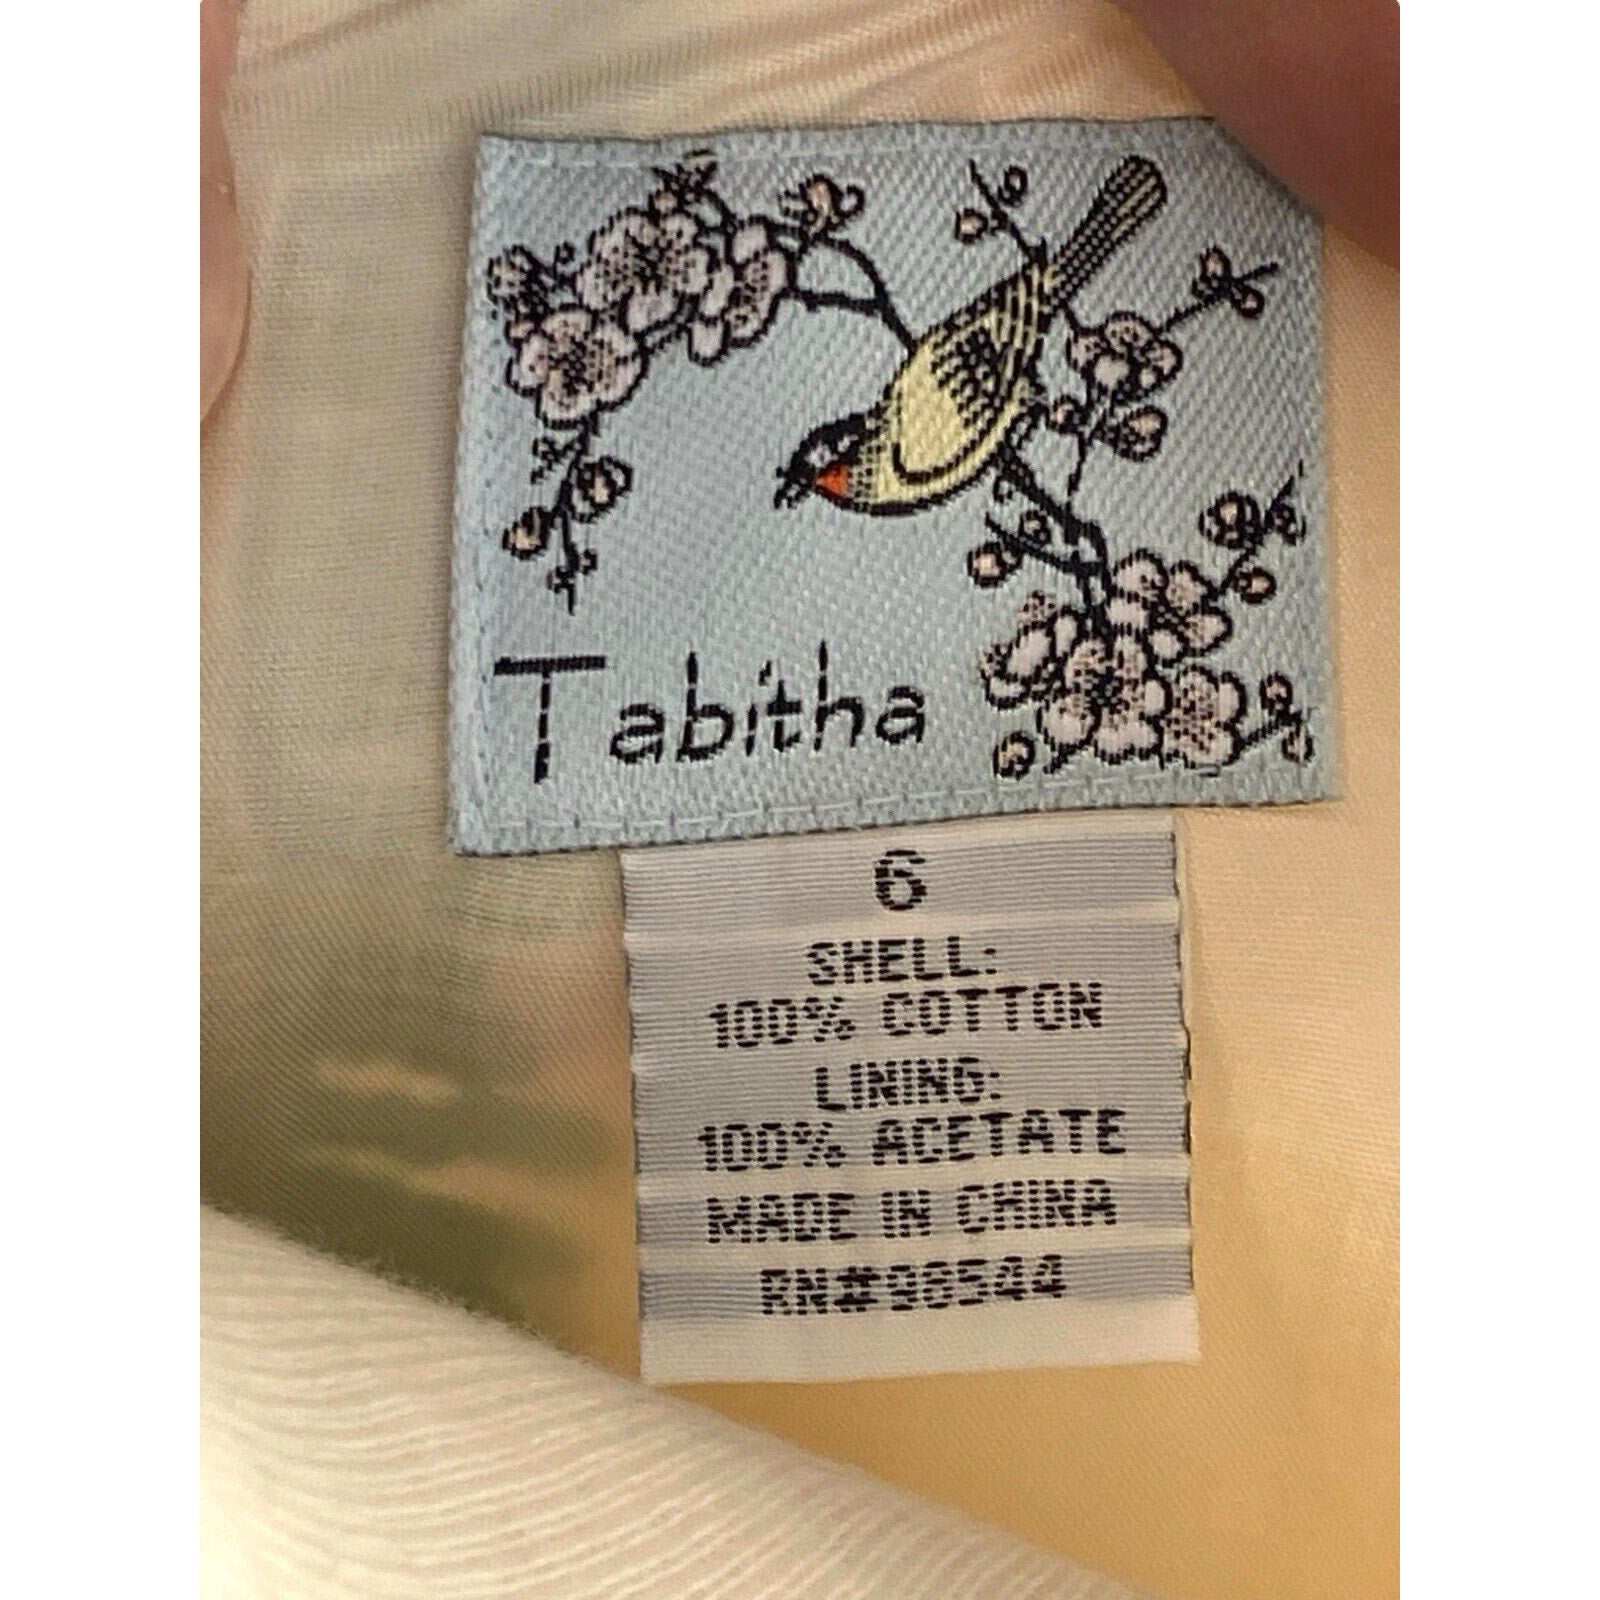 Tabitha
6
SHELL:
100% COTTON
LINING:
100% ACETATE
MADE IN CHINA
RN#98544